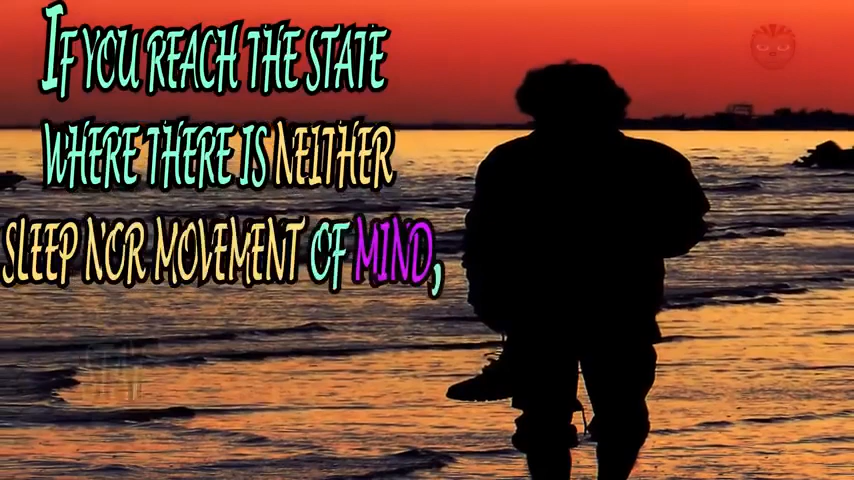 If you reach the state
where there is neither
sleep nor movement of mind,